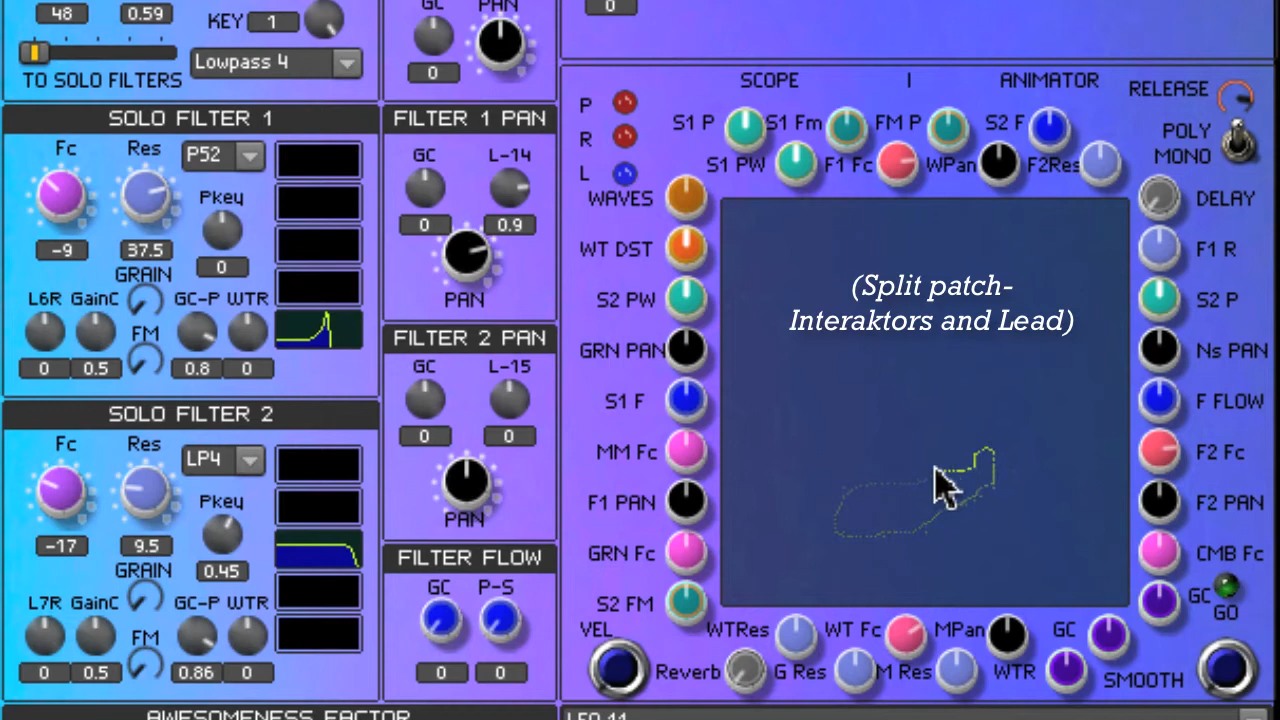 48 0.59
KEY 1
TO SOLO FILTERS
Lowpass 4
GC PAN
0
0
SOLO FILTER 1
Fc Res P52
Pkey
-9 37.5 0
GRAIN
L6R GainC GC-P WTR
FM
0 0.5 0.8 0
SOLO FILTER 2
Fc Res LP4
Pkey
-17 9.5 0.45
GRAIN
L7R GainC GC-P WTR
FM
0 0.5 0.86 0
FILTER 1 PAN
GC L-14
0 0.9
PAN
FILTER 2 PAN
GC L-15
0 0
PAN
FILTER FLOW
GC P-S
0 0
SCOPE I ANIMATOR
RELEASE
POLY
MONO
P
R
L
S1 P S1 Fm FM P S2 F
S1 PW F1 Fc WPan F2Res
WAVES
WT DST
S2 PW
GRN PAN
S1 F
MM Fc
F1 PAN
GRN Fc
S2 FM
(Split patch-
Interaktors and Lead)
DELAY
F1 R
S2 P
Ns PAN
F FLOW
F2 Fc
F2 PAN
CMB Fc
GC
GO
VEL WTRes WT Fc MPan GC
Reverb G Res M Res WTR SMOOTH
AWESOMENESS FACTOR
LFO 11